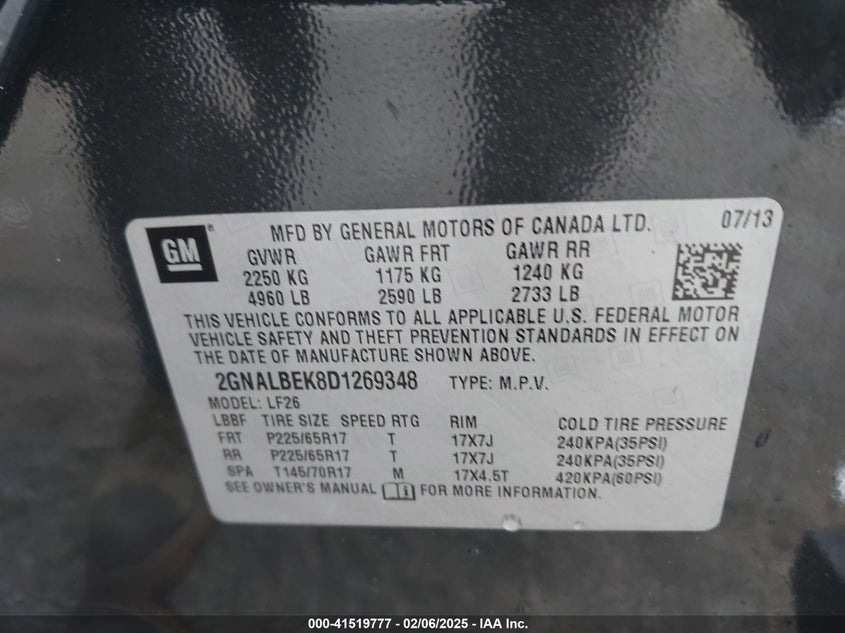 GM ®
MFD BY GENERAL MOTORS OF CANADA LTD. 07/13
GVWR GAWR FRT GAWR RR
2250 KG 1175 KG 1240 KG
4960 LB 2590 LB 2733 LB
THIS VEHICLE CONFORMS TO ALL APPLICABLE U.S. FEDERAL MOTOR
VEHICLE SAFETY AND THEFT PREVENTION STANDARDS IN EFFECT ON
THE DATE OF MANUFACTURE SHOWN ABOVE.
2GNALBEK8D1269348 TYPE: M.P.V.
MODEL: LF26
LBBF TIRE SIZE SPEED RTG RIM COLD TIRE PRESSURE
FRT P225/65R17 T 17X7J 240KPA(35PSI)
RR P225/65R17 T 17X7J 240KPA(35PSI)
SPA T145/70R17 M 17X4.5T 420KPA(60PSI)
SEE OWNER'S MANUAL FOR MORE INFORMATION.
000-41519777 - 02/06/2025 - IAA Inc.